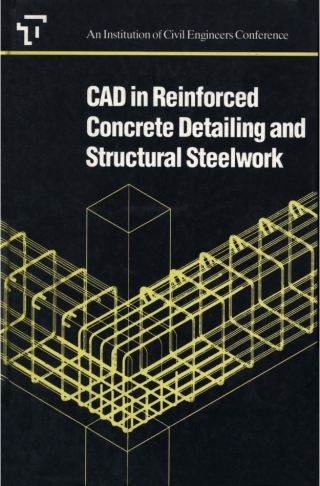 An Institution of Civil Engineers Conference
CAD in Reinforced
Concrete Detailing and
Structural Steelwork